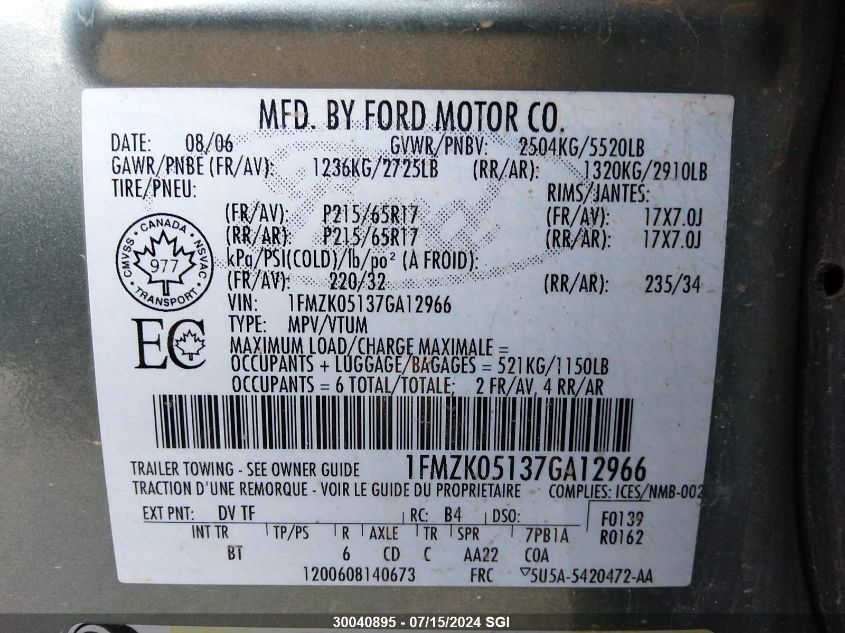 MFD. BY FORD MOTOR CO.
DATE: 08/06 GVWR/PNBV: 2504KG/5520LB
GAWR/PNBE (FR/AV): 1236KG/2725LB (RR/AR): 1320KG/2910LB
TIRE/PNEU: RIMS/JANTES:
(FR/AV): P215/65R17 (FR/AV): 17X7.0J
(RR/AR): P215/65R17 (RR/AR): 17X7.0J
kPa/PSI(COLD)/lb/po² (A FROID):
(FR/AV): 220/32 (RR/AR): 235/34
CMVSS · CANADA · NSVAC
977
TRANSPORT
VIN: 1FMZK05137GA12966
EC
TYPE: MPV/VTUM
MAXIMUM LOAD/CHARGE MAXIMALE =
OCCUPANTS + LUGGAGE/BAGAGES = 521KG/1150LB
OCCUPANTS = 6 TOTAL/TOTALE; 2 FR/AV, 4 RR/AR
TRAILER TOWING - SEE OWNER GUIDE 1FMZK05137GA12966
TRACTION D'UNE REMORQUE - VOIR LE GUIDE DU PROPRIETAIRE COMPLIES: ICES/NMB-002
EXT PNT: DV TF RC: B4 DSO: F0139
INT TR TP/PS R AXLE TR SPR 7PB1A R0162
BT 6 CD C AA22 COA
1200608140673 FRC ▽5U5A-5420472-AA
30040895 - 07/15/2024 SGI